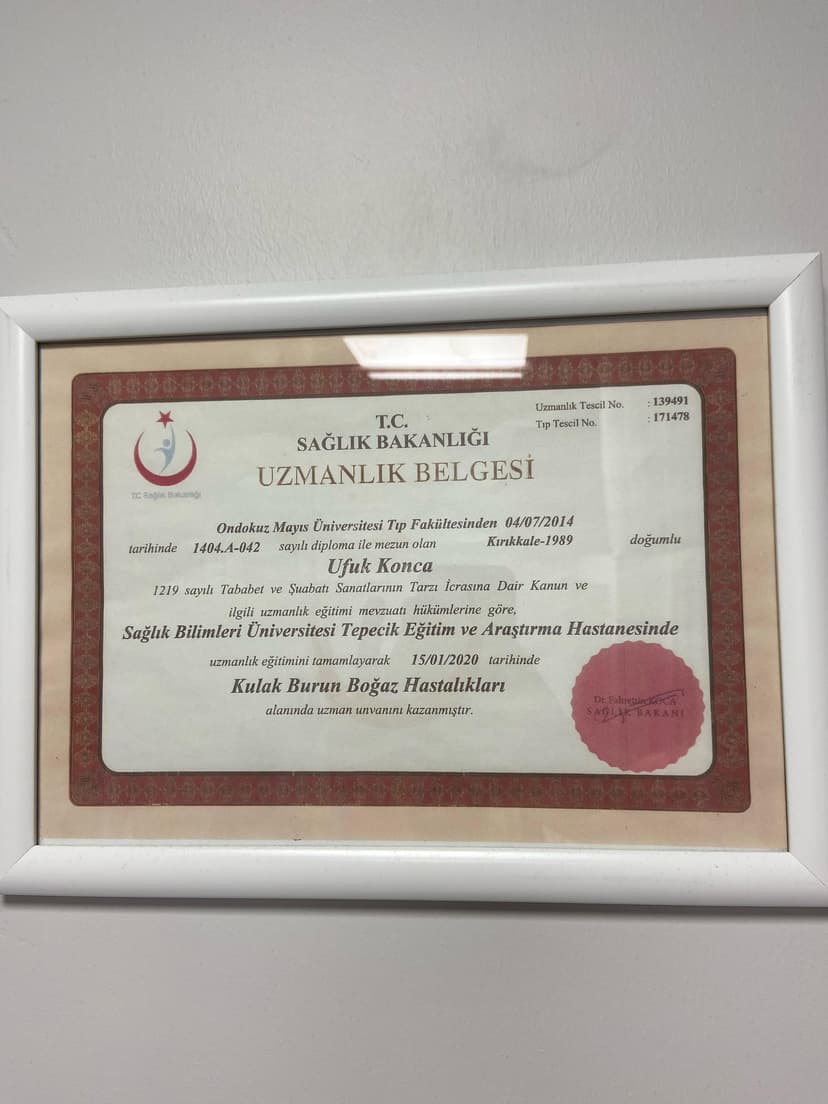 Uzmanlık Tescil No. : 139491
Tıp Tescil No. : 171478
T.C.
SAĞLIK BAKANLIĞI
UZMANLIK BELGESİ
T.C. Sağlık Bakanlığı
Ondokuz Mayıs Üniversitesi Tıp Fakültesinden 04/07/2014
tarihinde 1404.A-042 sayılı diploma ile mezun olan Kırıkkale-1989 doğumlu
Ufuk Konca
1219 sayılı Tababet ve Şuabatı Sanatlarının Tarzı İcrasına Dair Kanun ve
ilgili uzmanlık eğitimi mevzuatı hükümlerine göre,
Sağlık Bilimleri Üniversitesi Tepecik Eğitim ve Araştırma Hastanesinde
uzmanlık eğitimini tamamlayarak 15/01/2020 tarihinde
Kulak Burun Boğaz Hastalıkları
alanında uzman unvanını kazanmıştır.
Dr. Fahrettin KOCA
SAĞLIK BAKANI